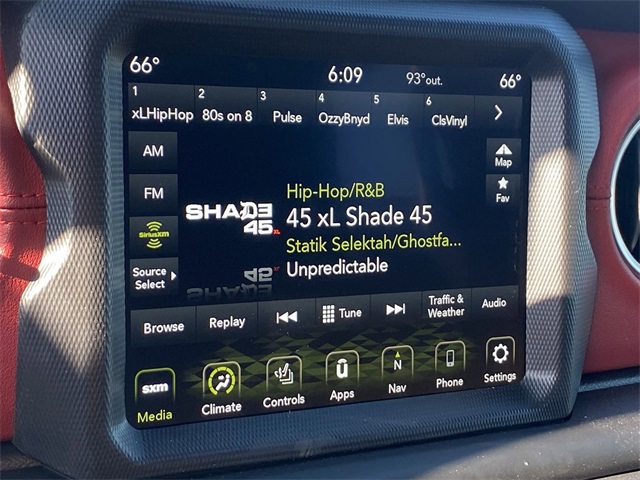 66° 6:09 93°out. 66°
1 2 3 4 5 6
xLHipHop 80s on 8 Pulse OzzyBnyd Elvis ClsVinyl
AM
FM
SiriusXM
Source
Select
Map
Fav
SHADE
45 XL
Hip-Hop/R&B
45 xL Shade 45
Statik Selektah/Ghostfa...
Unpredictable
Browse Replay Tune Traffic & Weather Audio
sxm
Media Climate Controls Apps N Nav Phone Settings